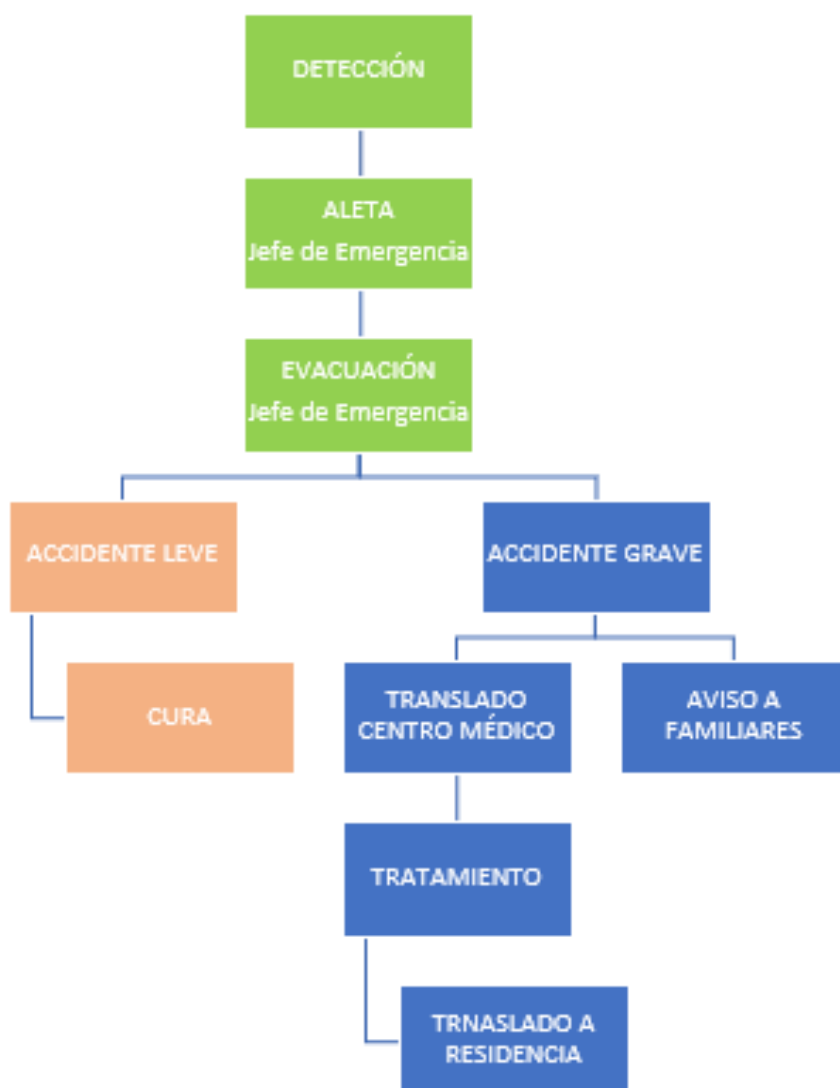 DETECCIÓN
ALETA
Jefe de Emergencia
EVACUACIÓN
Jefe de Emergencia
ACCIDENTE LEVE
ACCIDENTE GRAVE
CURA
TRANSLADO
CENTRO MÉDICO
AVISO A
FAMILIARES
TRATAMIENTO
TRNASLADO A
RESIDENCIA